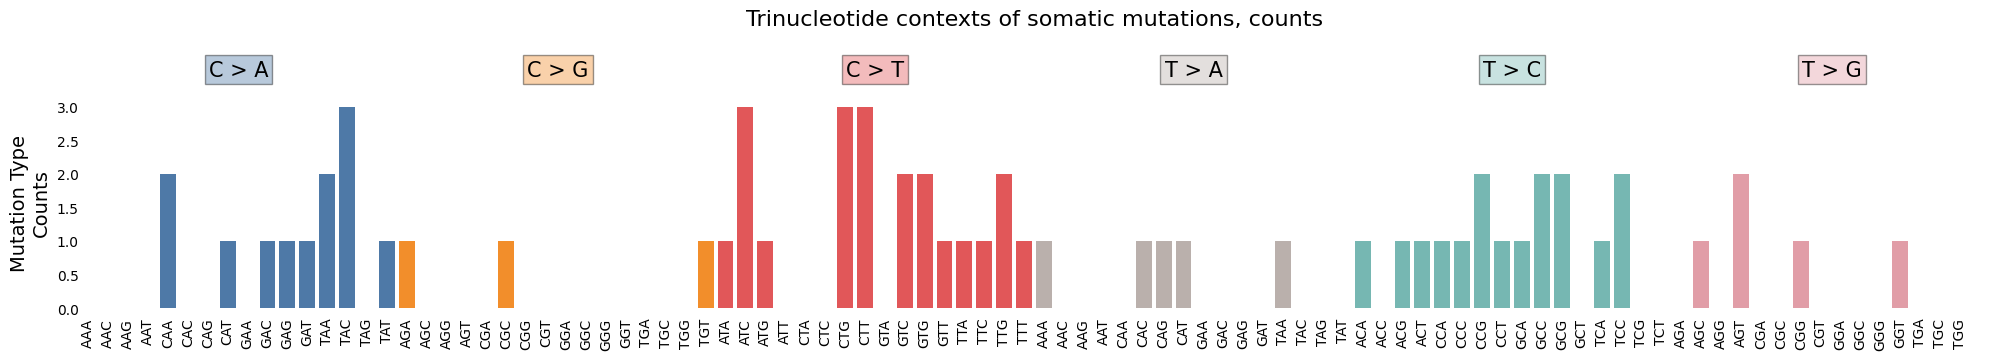 Trinucleotide contexts of somatic mutations, counts
C > A
C > G
C > T
T > A
T > C
T > G
Mutation Type
Counts
3.0
2.5
2.0
1.5
1.0
0.5
0.0
AAA
AAC
AAG
AAT
CAA
CAC
CAG
CAT
GAA
GAC
GAG
GAT
TAA
TAC
TAG
TAT
AGA
AGC
AGG
AGT
CGA
CGC
CGG
CGT
GGA
GGC
GGG
GGT
TGA
TGC
TGG
TGT
ATA
ATC
ATG
ATT
CTA
CTC
CTG
CTT
GTA
GTC
GTG
GTT
TTA
TTC
TTG
TTT
AAA
AAC
AAG
AAT
CAA
CAC
CAG
CAT
GAA
GAC
GAG
GAT
TAA
TAC
TAG
TAT
ACA
ACC
ACG
ACT
CCA
CCC
CCG
CCT
GCA
GCC
GCG
GCT
TCA
TCC
TCG
TCT
AGA
AGC
AGG
AGT
CGA
CGC
CGG
CGT
GGA
GGC
GGG
GGT
TGA
TGC
TGG